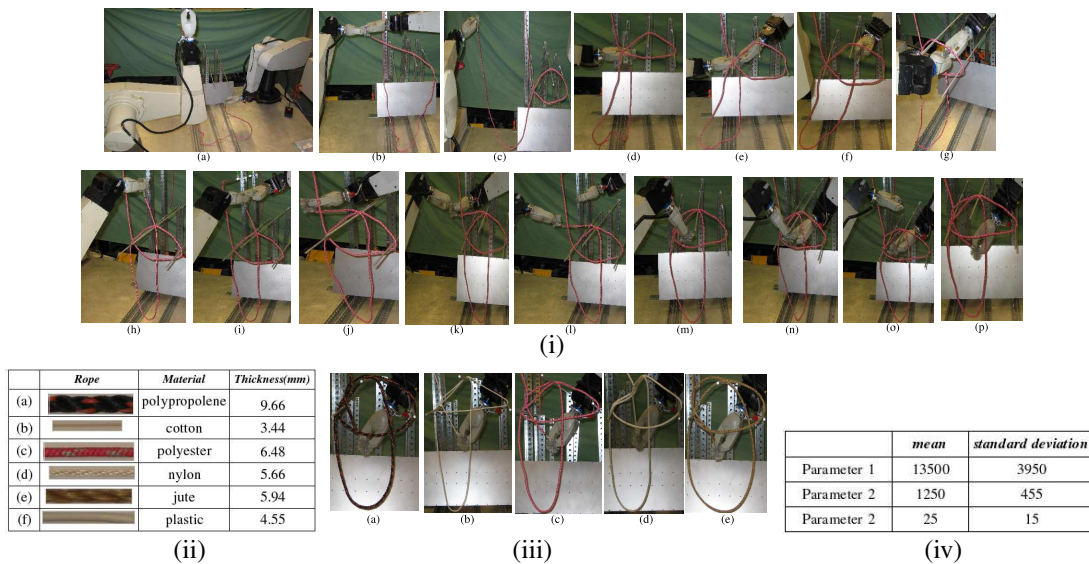 (a) (b) (c) (d) (e) (f) (g)
(h) (i) (j) (k) (l) (m) (n) (o) (p)
(i)
Rope Material Thickness(mm)
(a) polypropolene 9.66
(b) cotton 3.44
(c) polyester 6.48
(d) nylon 5.66
(e) jute 5.94
(f) plastic 4.55
(ii)
(a) (b) (c) (d) (e)
(iii)
mean standard deviation
Parameter 1 13500 3950
Parameter 2 1250 455
Parameter 2 25 15
(iv)